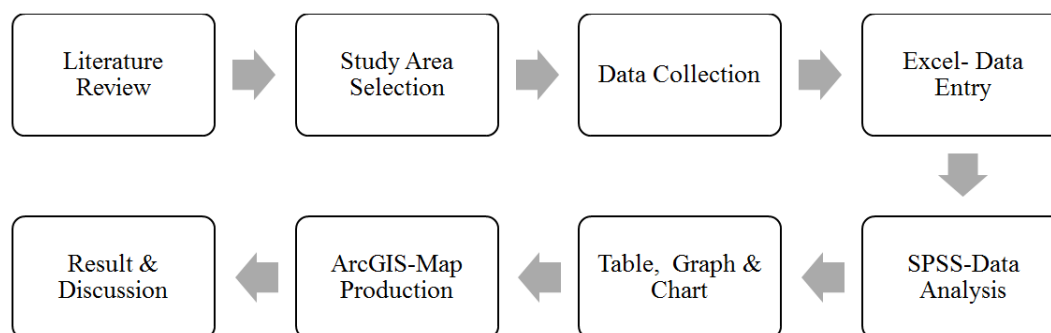 Literature
Review
Study Area
Selection
Data Collection
Excel- Data
Entry
SPSS-Data
Analysis
Table, Graph &
Chart
ArcGIS-Map
Production
Result &
Discussion